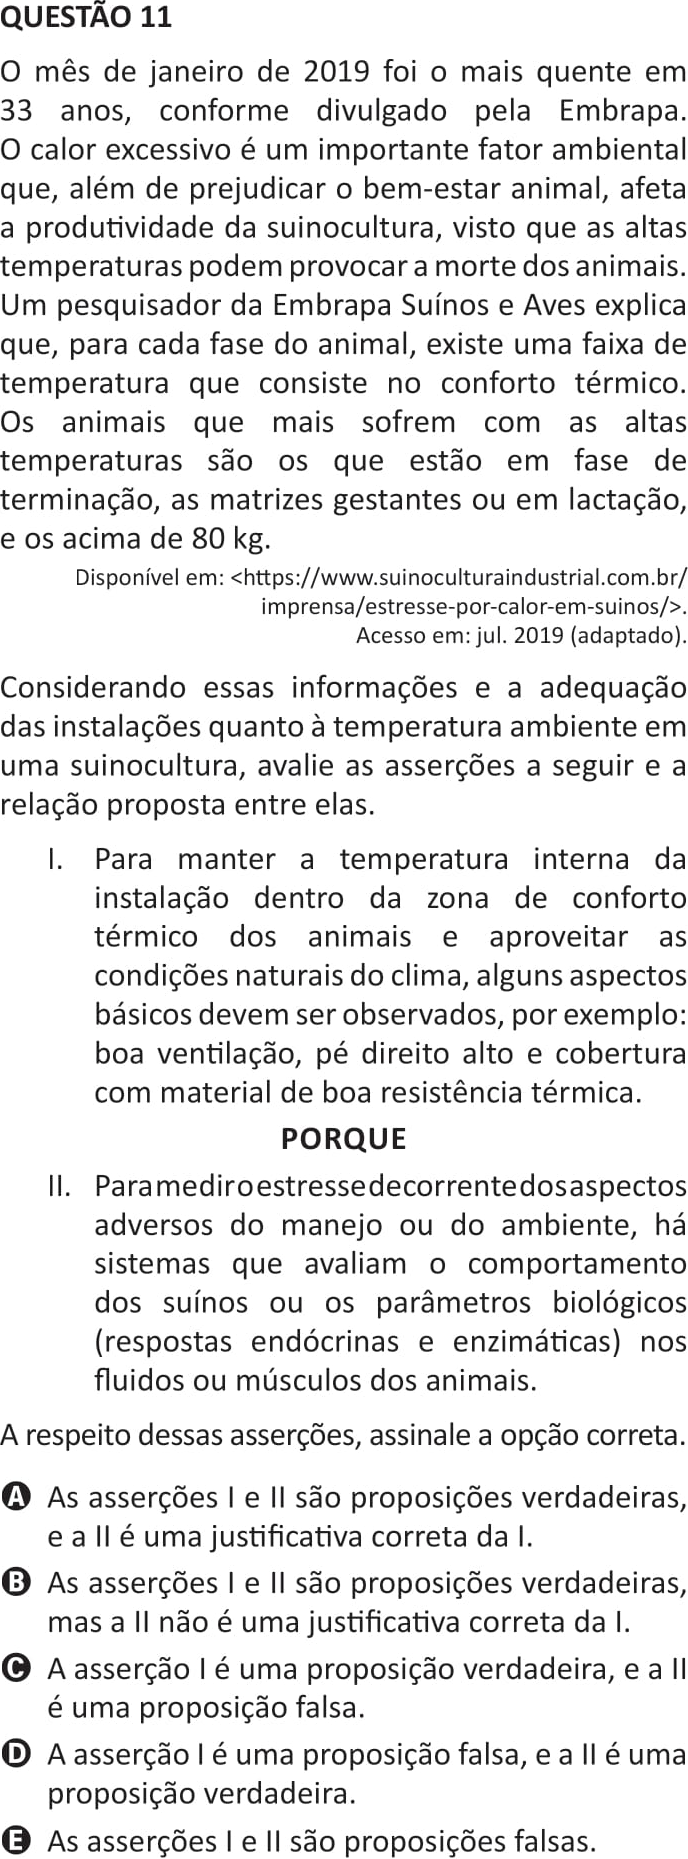 QUESTÃO 11
O mês de janeiro de 2019 foi o mais quente em
33 anos, conforme divulgado pela Embrapa.
O calor excessivo é um importante fator ambiental
que, além de prejudicar o bem-estar animal, afeta
a produtividade da suinocultura, visto que as altas
temperaturas podem provocar a morte dos animais.
Um pesquisador da Embrapa Suínos e Aves explica
que, para cada fase do animal, existe uma faixa de
temperatura que consiste no conforto térmico.
Os animais que mais sofrem com as altas
temperaturas são os que estão em fase de
terminação, as matrizes gestantes ou em lactação,
e os acima de 80 kg.
Disponível em: <https://www.suinoculturaindustrial.com.br/
imprensa/estresse-por-calor-em-suinos/>.
Acesso em: jul. 2019 (adaptado).
Considerando essas informações e a adequação
das instalações quanto à temperatura ambiente em
uma suinocultura, avalie as asserções a seguir e a
relação proposta entre elas.
I. Para manter a temperatura interna da
instalação dentro da zona de conforto
térmico dos animais e aproveitar as
condições naturais do clima, alguns aspectos
básicos devem ser observados, por exemplo:
boa ventilação, pé direito alto e cobertura
com material de boa resistência térmica.
PORQUE
II. Para medir o estresse decorrente dos aspectos
adversos do manejo ou do ambiente, há
sistemas que avaliam o comportamento
dos suínos ou os parâmetros biológicos
(respostas endócrinas e enzimáticas) nos
fluidos ou músculos dos animais.
A respeito dessas asserções, assinale a opção correta.
A As asserções I e II são proposições verdadeiras,
e a II é uma justificativa correta da I.
B As asserções I e II são proposições verdadeiras,
mas a II não é uma justificativa correta da I.
C A asserção I é uma proposição verdadeira, e a II
é uma proposição falsa.
D A asserção I é uma proposição falsa, e a II é uma
proposição verdadeira.
E As asserções I e II são proposições falsas.